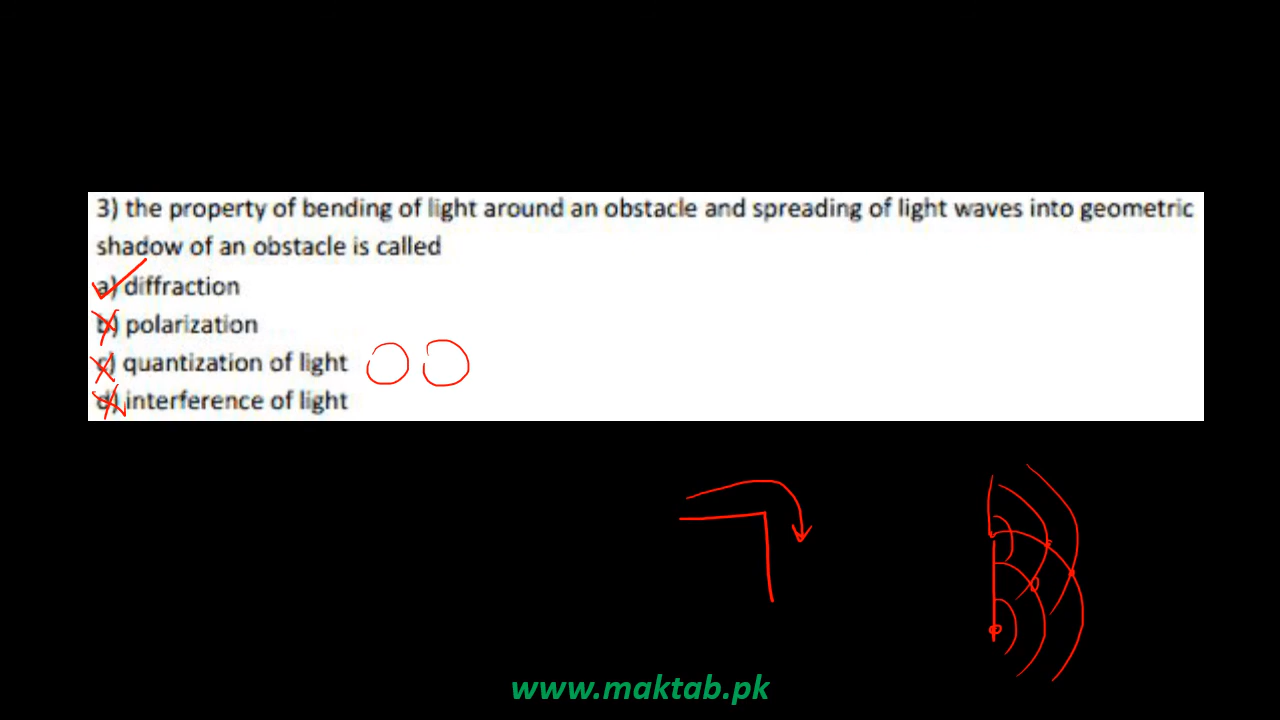 3) the property of bending of light around an obstacle and spreading of light waves into geometric
shadow of an obstacle is called
a) diffraction
b) polarization
c) quantization of light
d) interference of light
www.maktab.pk